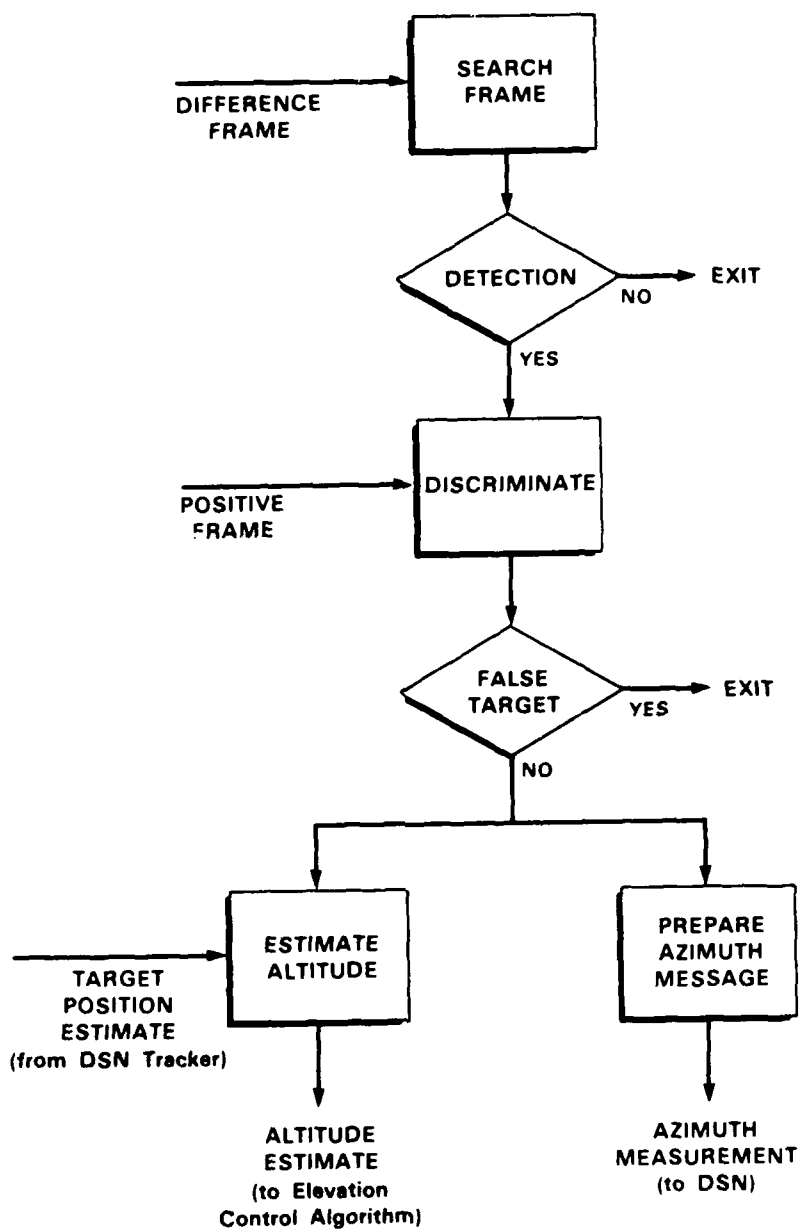 SEARCH
FRAME
DIFFERENCE
FRAME
DETECTION
NO
EXIT
YES
DISCRIMINATE
POSITIVE
FRAME
FALSE
TARGET
YES
EXIT
NO
ESTIMATE
ALTITUDE
PREPARE
AZIMUTH
MESSAGE
TARGET
POSITION
ESTIMATE
(from DSN Tracker)
ALTITUDE
ESTIMATE
(to Elevation
Control Algorithm)
AZIMUTH
MEASUREMENT
(to DSN)